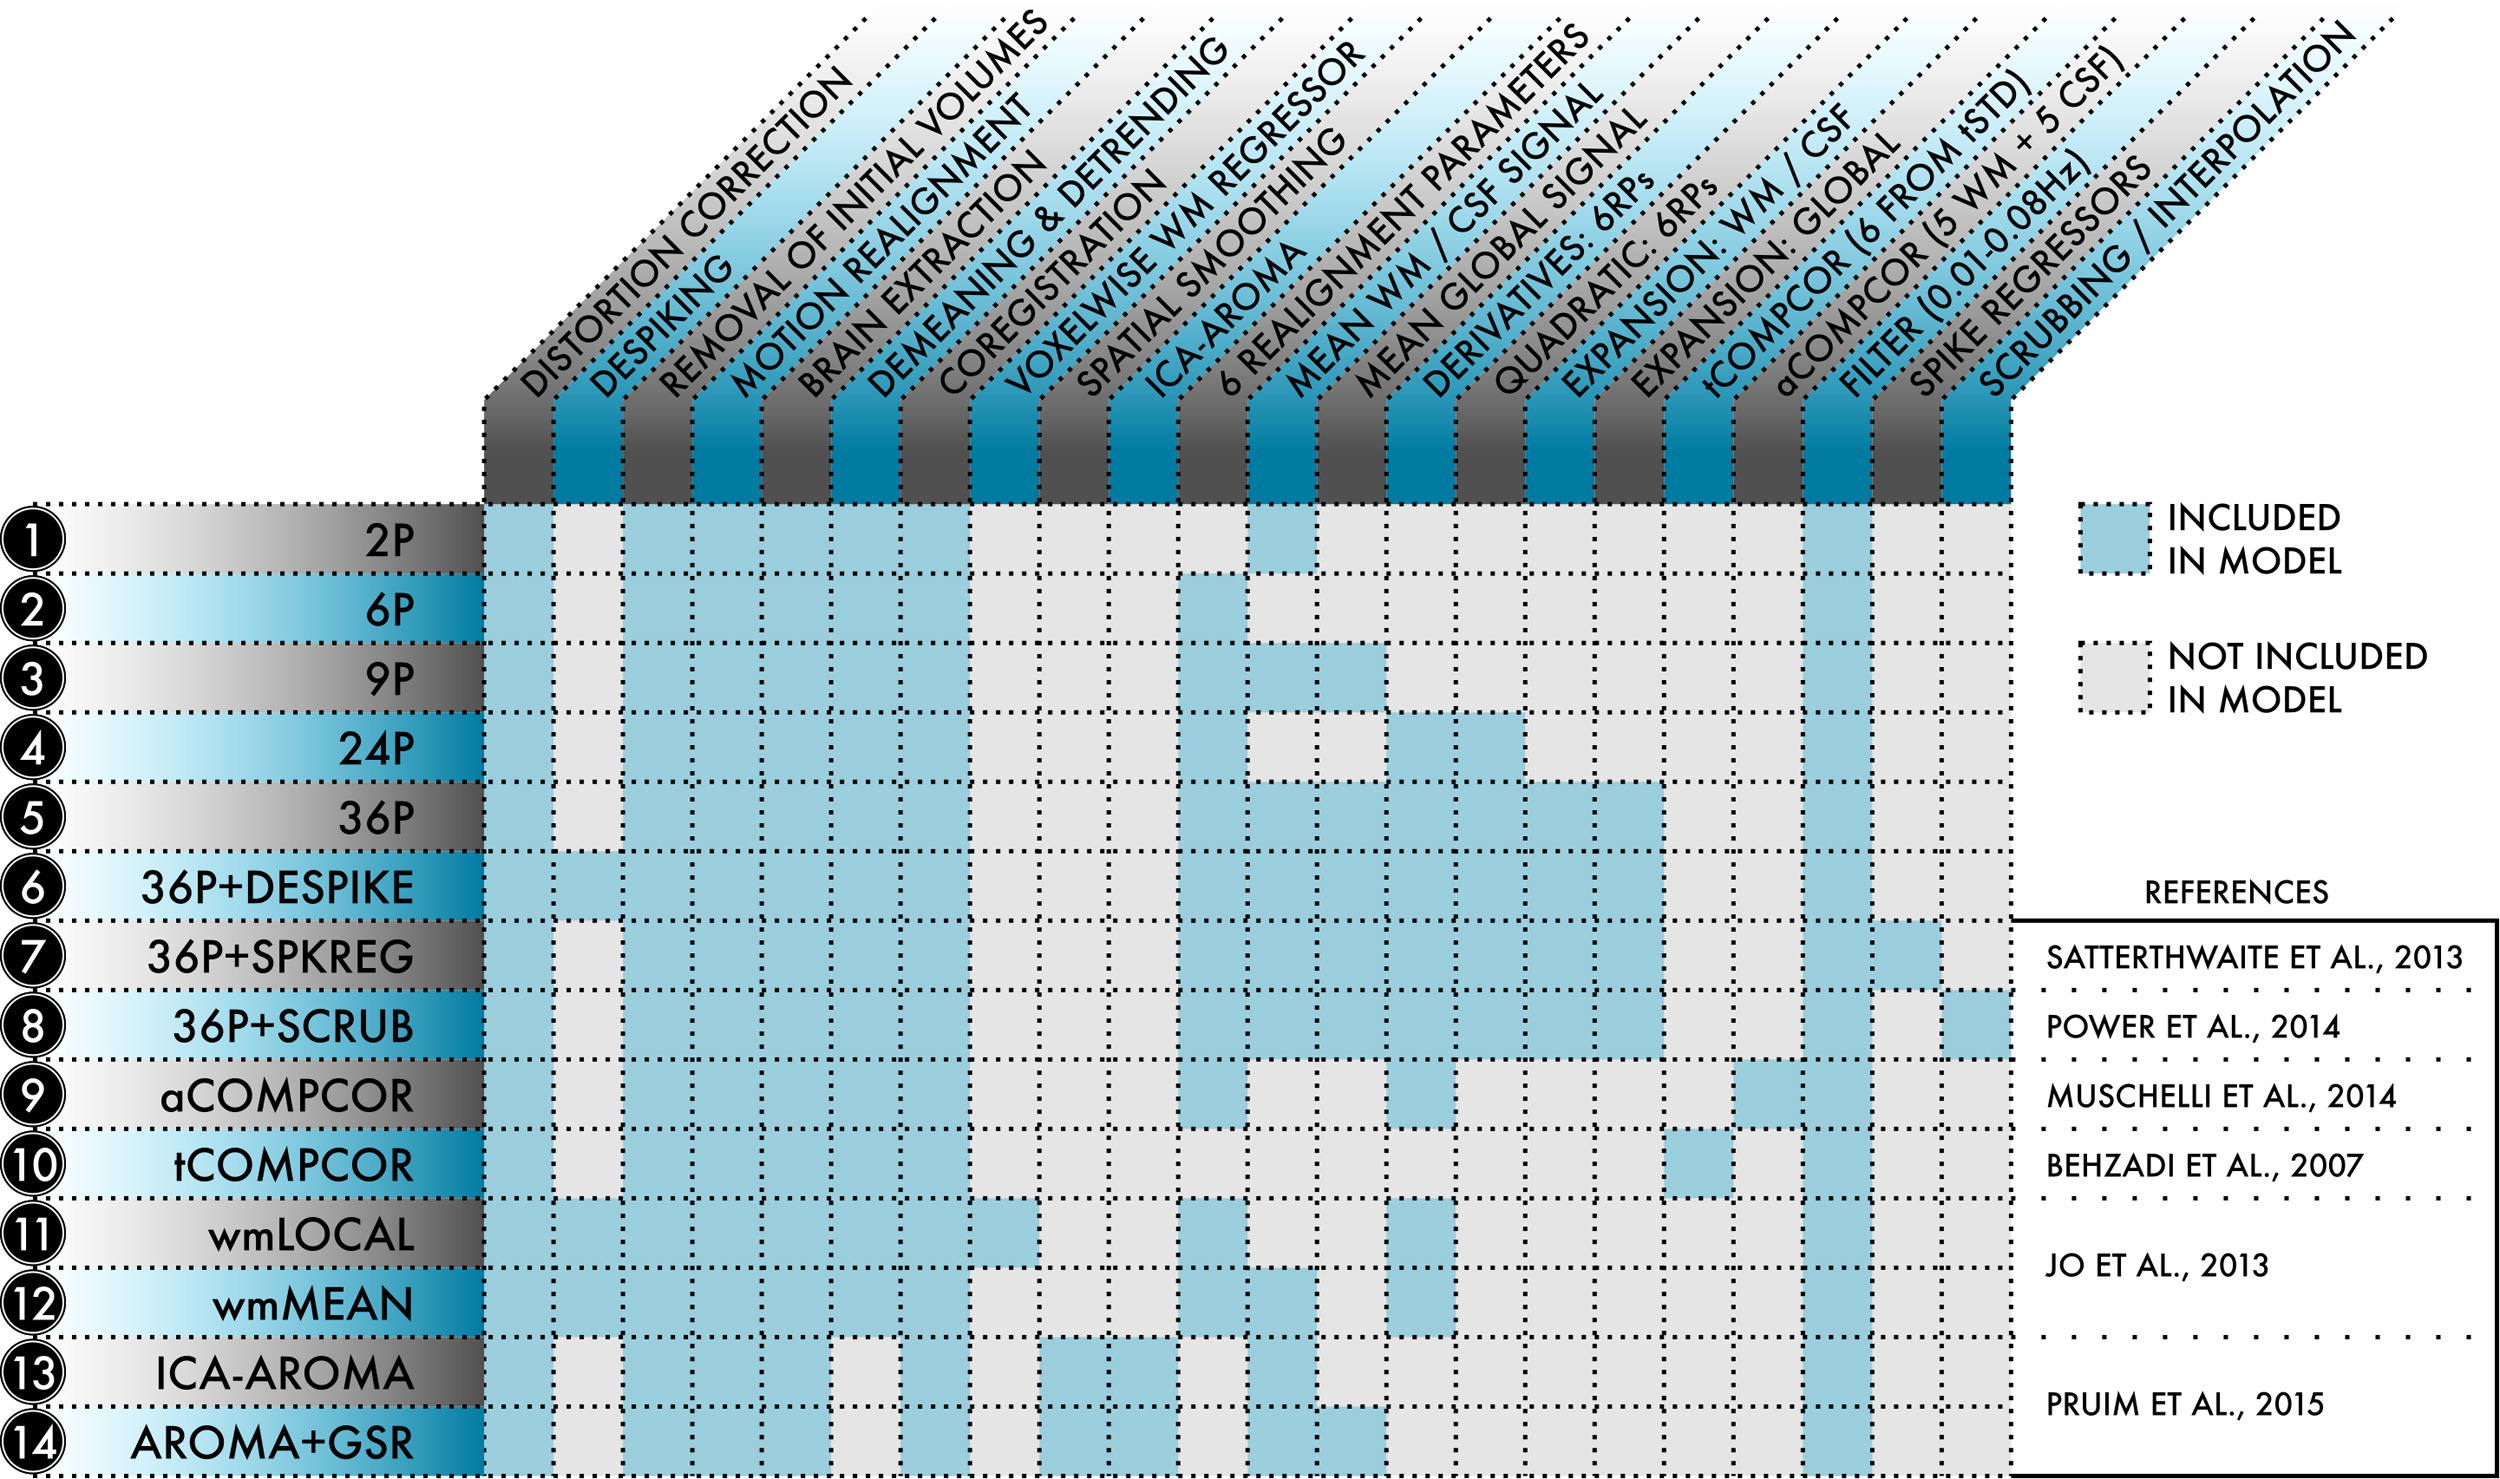 DISTORTION CORRECTION
DESPIKING
REMOVAL OF INITIAL VOLUMES
MOTION REALIGNMENT
BRAIN EXTRACTION
DEMEANING & DETRENDING
COREGISTRATION
VOXELWISE WM REGRESSOR
SPATIAL SMOOTHING
ICA-AROMA
6 REALIGNMENT PARAMETERS
MEAN WM / CSF SIGNAL
MEAN GLOBAL SIGNAL
DERIVATIVES: 6RPs
QUADRATIC: 6RPs
EXPANSION: WM / CSF
EXPANSION: GLOBAL
tCOMPCOR (6 FROM tSTD)
aCOMPCOR (5 WM + 5 CSF)
FILTER (0.01-0.08Hz)
SPIKE REGRESSORS
SCRUBBING / INTERPOLATION
1 2P
2 6P
3 9P
4 24P
5 36P
6 36P+DESPIKE
7 36P+SPKREG
8 36P+SCRUB
9 aCOMPCOR
10 tCOMPCOR
11 wmLOCAL
12 wmMEAN
13 ICA-AROMA
14 AROMA+GSR
INCLUDED
IN MODEL
NOT INCLUDED
IN MODEL
REFERENCES
SATTERTHWAITE ET AL., 2013
POWER ET AL., 2014
MUSCHELLI ET AL., 2014
BEHZADI ET AL., 2007
JO ET AL., 2013
PRUIM ET AL., 2015